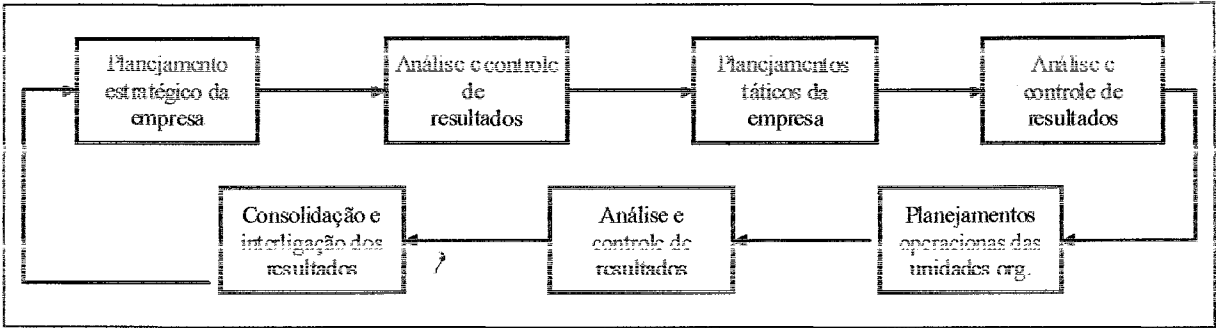 Planejamento
estratégico da
empresa
Análise e controle
de
resultados
Planejamentos
táticos da
empresa
Análise e
controle de
resultados
Planejamentos
operacionas das
unidades org.
Análise e
controle de
resultados
Consolidação e
interligação dos
resultados